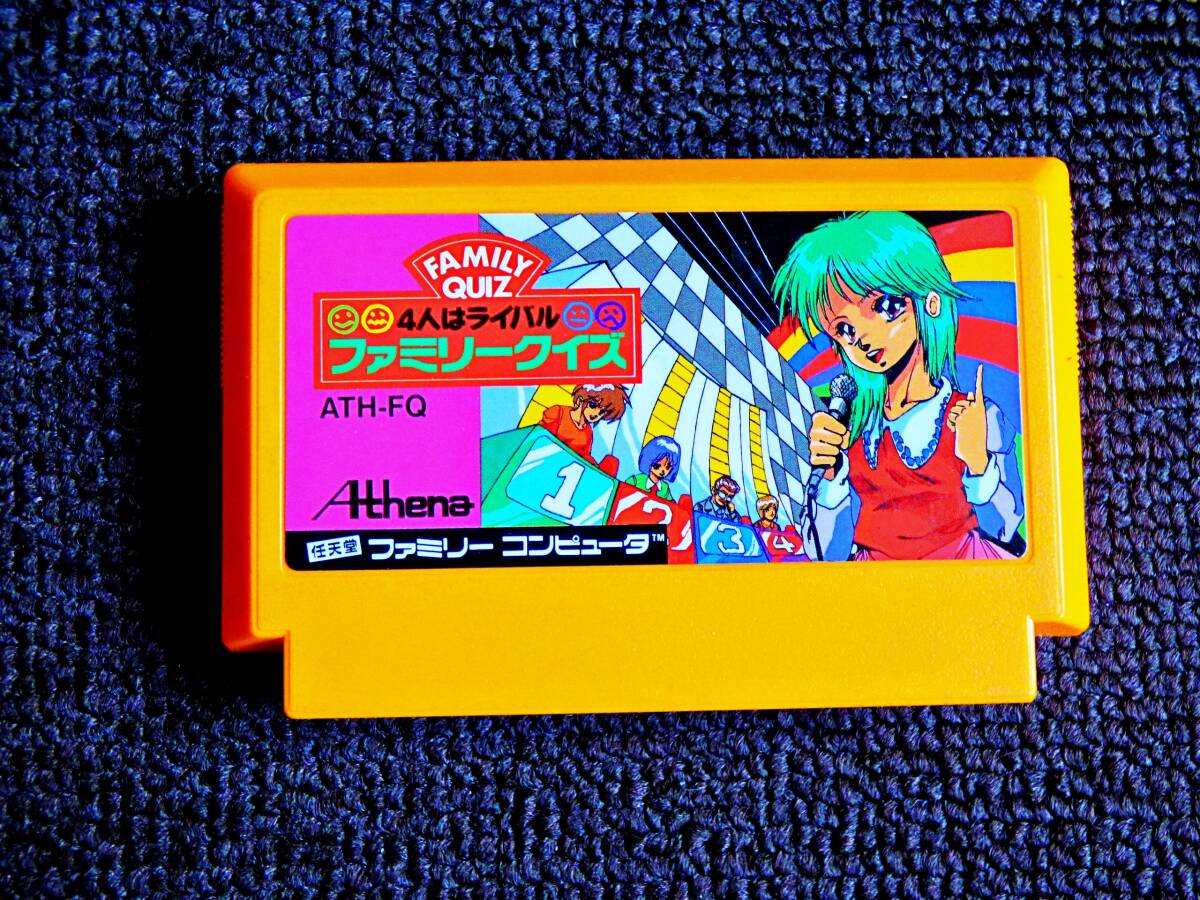 FAMILY
QUIZ
4人はライバル
ファミリークイズ
ATH-FQ
Athena
1
2
3
4
任天堂 ファミリー コンピュータ™